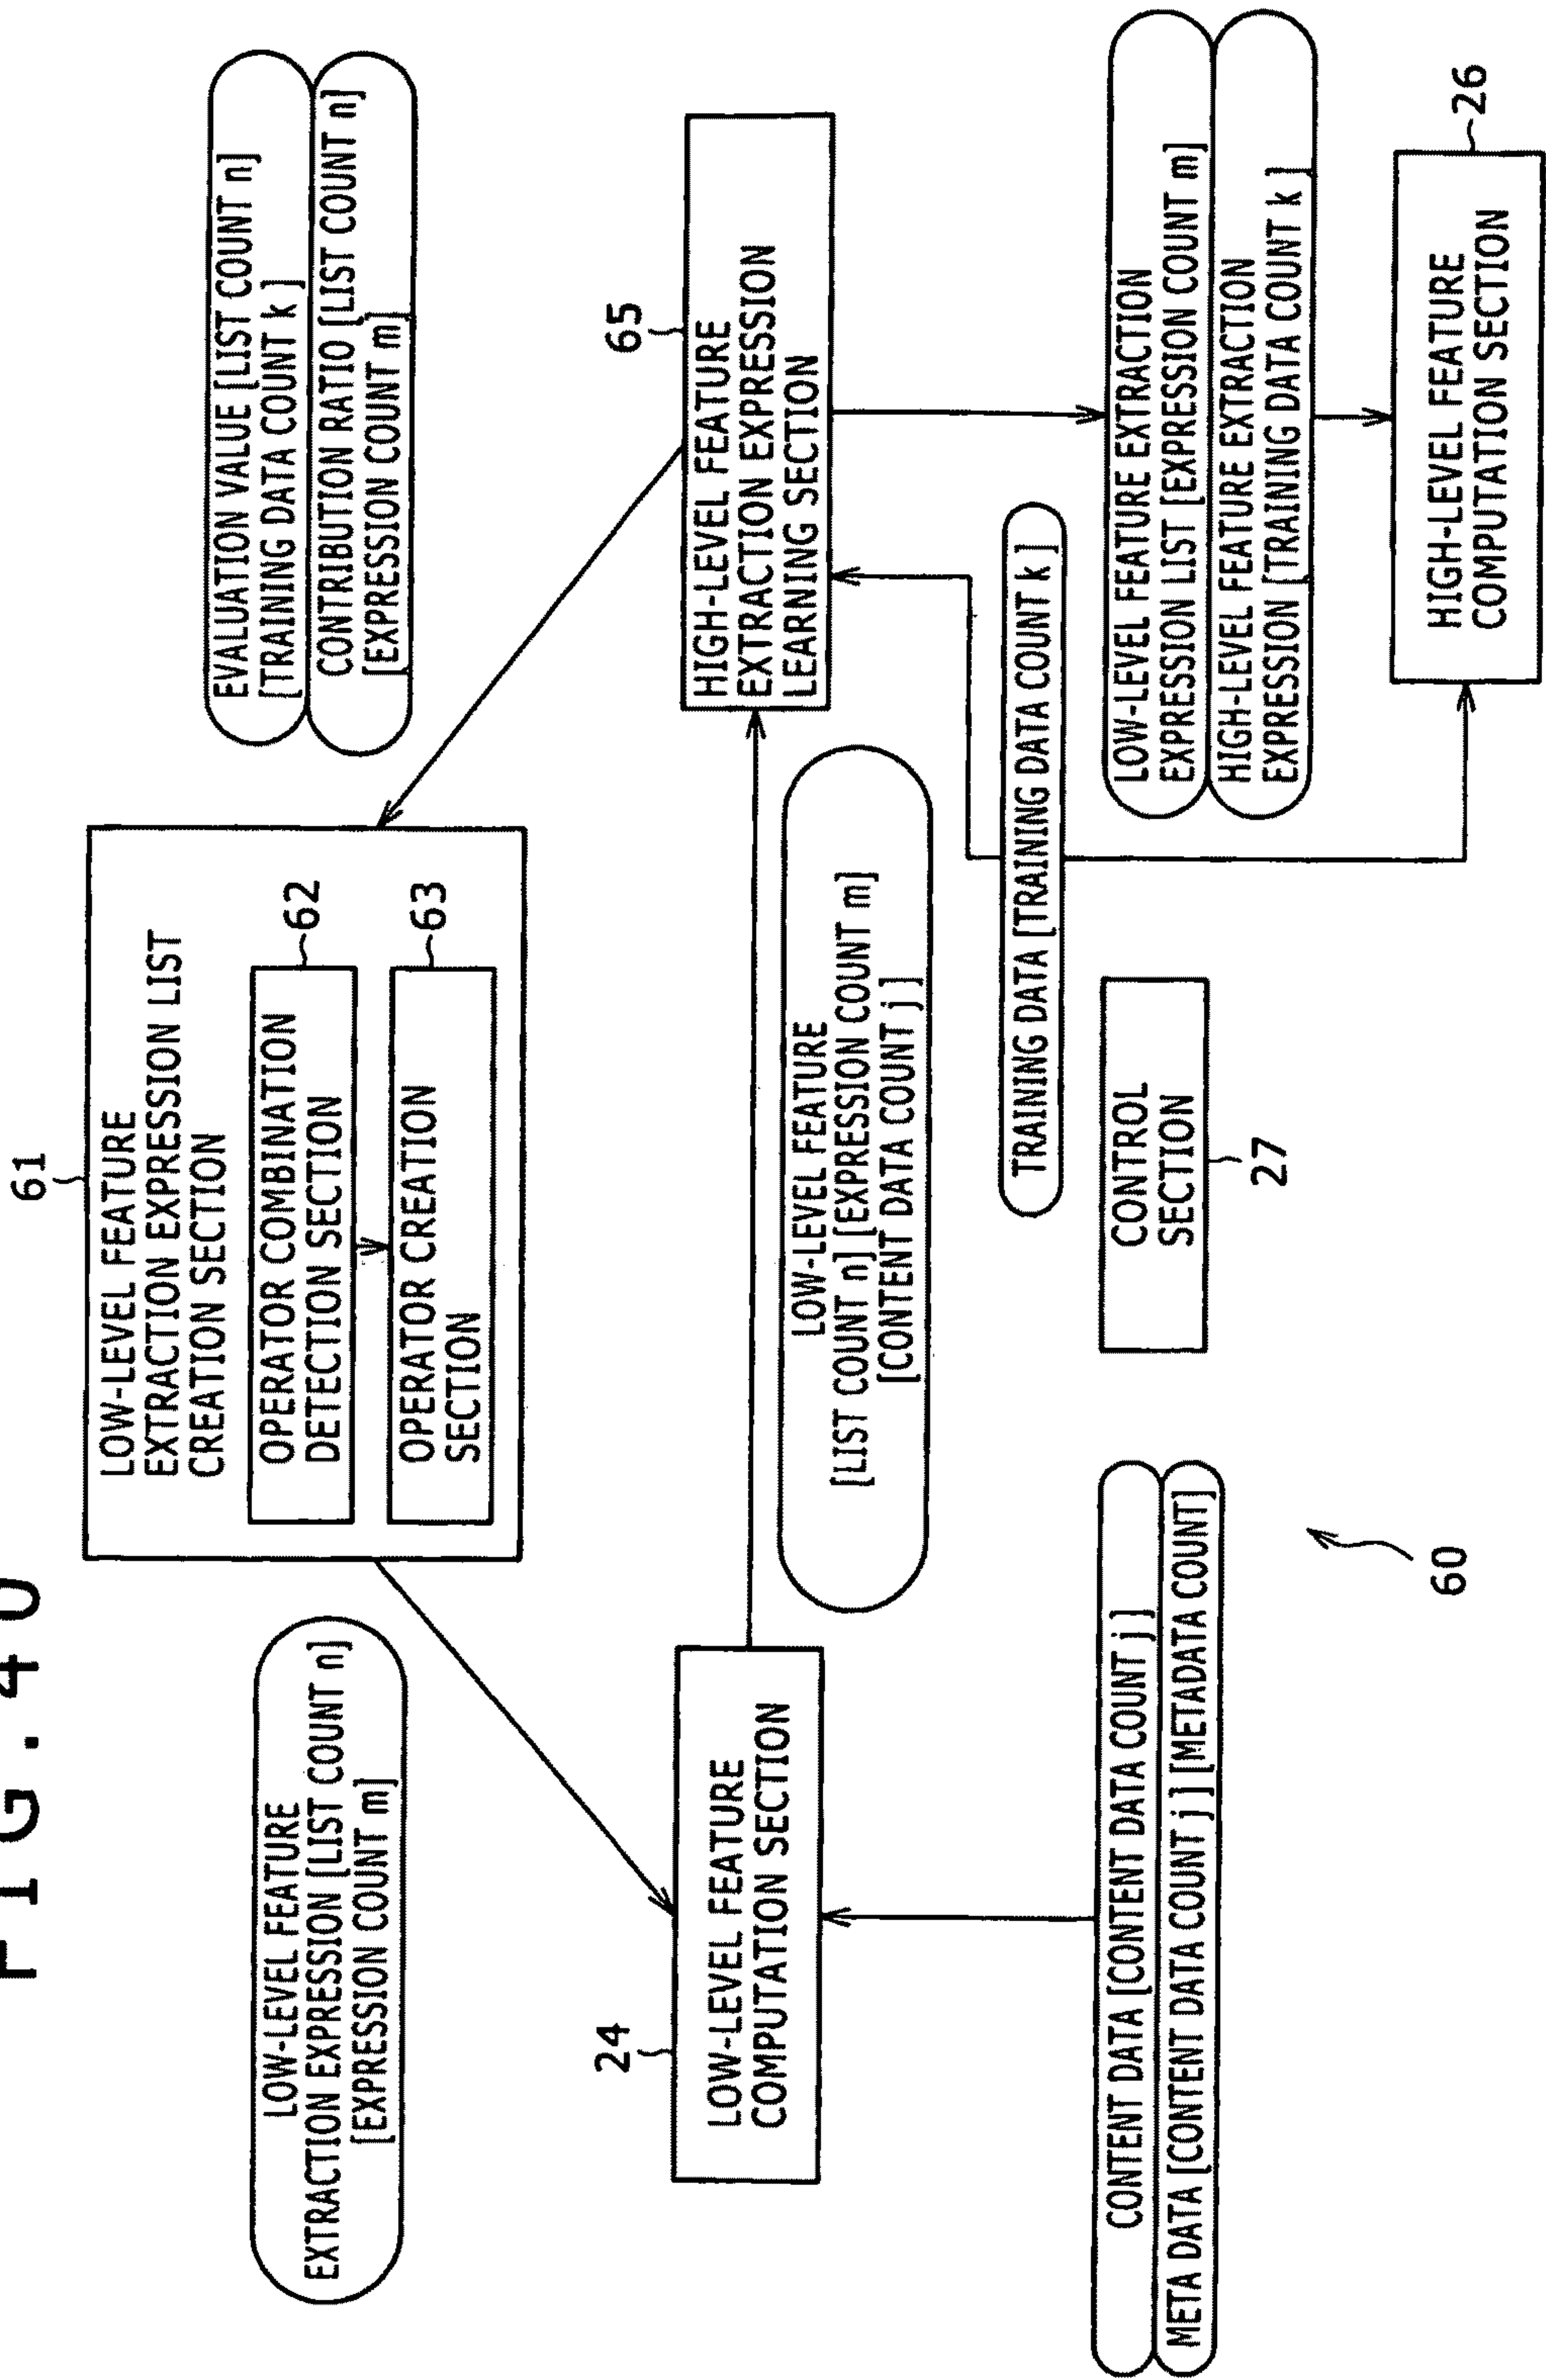 FIG.40
61
LOW-LEVEL FEATURE
EXTRACTION EXPRESSION LIST
CREATION SECTION
OPERATOR COMBINATION
DETECTION SECTION
62
OPERATOR CREATION
SECTION
63
LOW-LEVEL FEATURE
EXTRACTION EXPRESSION [LIST COUNT n]
[EXPRESSION COUNT m]
EVALUATION VALUE [LIST COUNT n]
[TRAINING DATA COUNT k]
CONTRIBUTION RATIO [LIST COUNT n]
[EXPRESSION COUNT m]
24
LOW-LEVEL FEATURE
COMPUTATION SECTION
65
HIGH-LEVEL FEATURE
EXTRACTION EXPRESSION
LEARNING SECTION
LOW-LEVEL FEATURE
[LIST COUNT n] [EXPRESSION COUNT m]
[CONTENT DATA COUNT j]
TRAINING DATA [TRAINING DATA COUNT k]
CONTENT DATA [CONTENT DATA COUNT j]
META DATA [CONTENT DATA COUNT j] [METADATA COUNT]
CONTROL
SECTION
27
LOW-LEVEL FEATURE EXTRACTION
EXPRESSION LIST [EXPRESSION COUNT m]
HIGH-LEVEL FEATURE EXTRACTION
EXPRESSION [TRAINING DATA COUNT k]
60
HIGH-LEVEL FEATURE
COMPUTATION SECTION
26